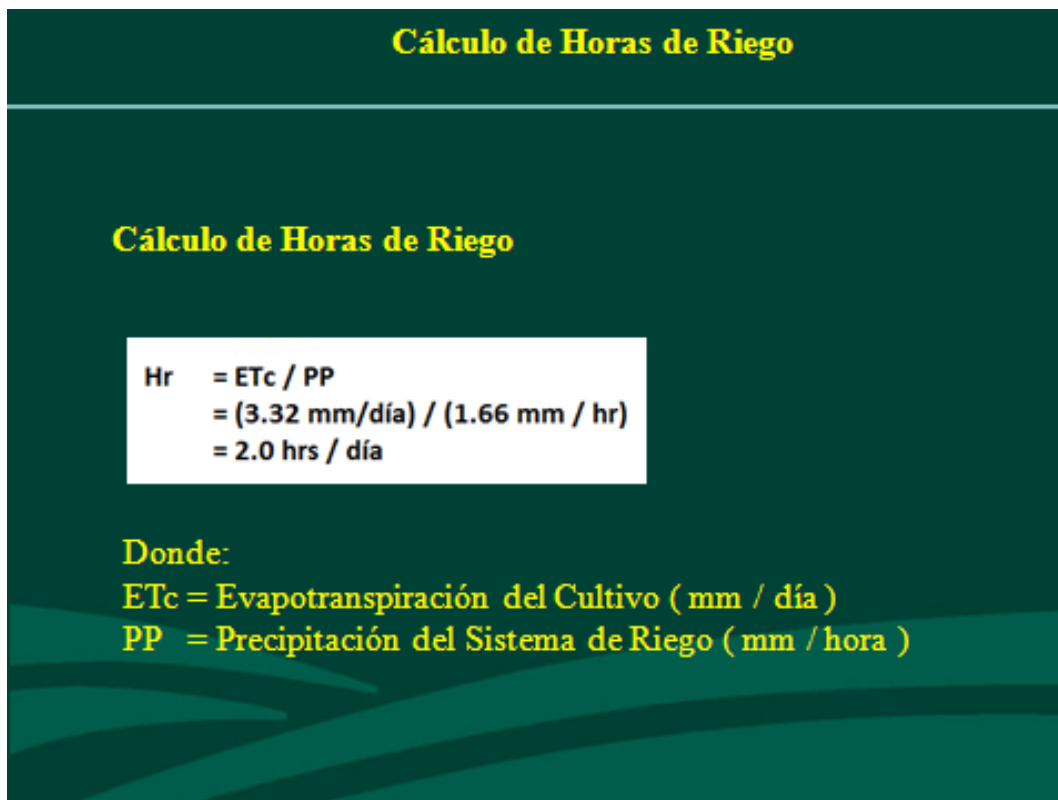 Cálculo de Horas de Riego
Cálculo de Horas de Riego
Hr = ETc / PP
= (3.32 mm/día) / (1.66 mm / hr)
= 2.0 hrs / día
Donde:
ETc = Evapotranspiración del Cultivo ( mm / día )
PP = Precipitación del Sistema de Riego ( mm / hora )